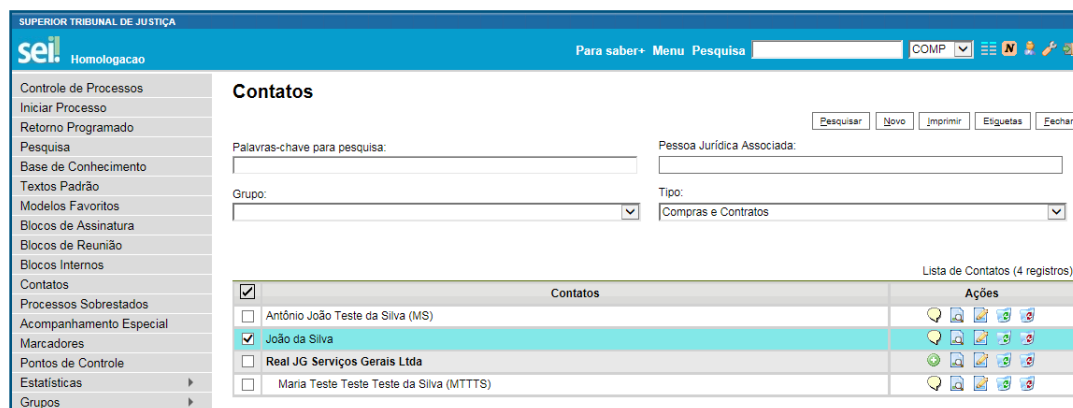 SUPERIOR TRIBUNAL DE JUSTIÇA
sei! Homologacao
Para saber+ Menu Pesquisa COMP N
Controle de Processos
Iniciar Processo
Retorno Programado
Pesquisa
Base de Conhecimento
Textos Padrão
Modelos Favoritos
Blocos de Assinatura
Blocos de Reunião
Blocos Internos
Contatos
Processos Sobrestados
Acompanhamento Especial
Marcadores
Pontos de Controle
Estatísticas
Grupos
Contatos
Pesquisar Novo Imprimir Etiquetas Fechar
Palavras-chave para pesquisa:
Pessoa Jurídica Associada:
Grupo:
Tipo:
Compras e Contratos
Lista de Contatos (4 registros)
Contatos Ações
Antônio João Teste da Silva (MS)
João da Silva
Real JG Serviços Gerais Ltda
Maria Teste Teste Teste da Silva (MTTTS)